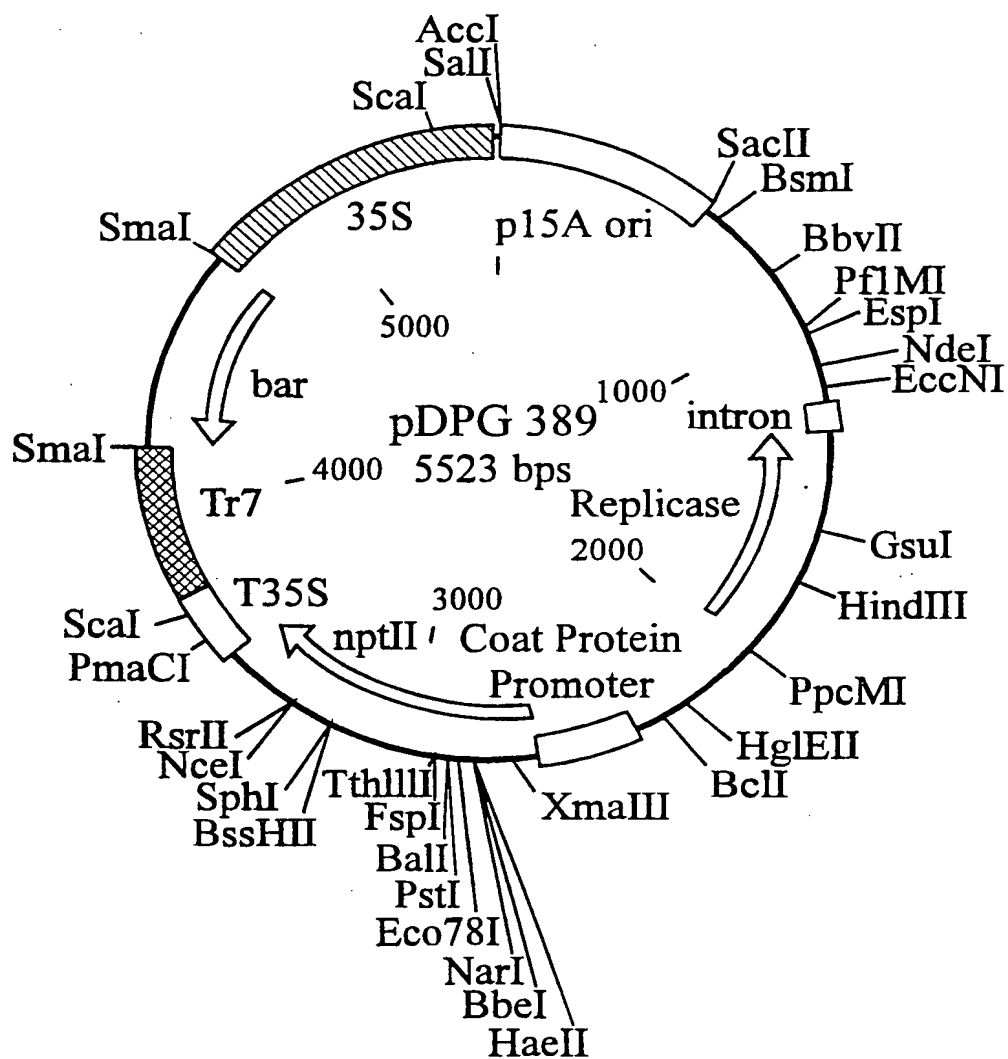 AccI
SalI
ScaI
SacII
BsmI
SmaI
35S
p15A ori
BbvII
PflMI
EspI
5000
NdeI
EccNI
bar
1000
intron
pDPG 389
SmaI
4000
5523 bps
Tr7
Replicase
2000
GsuI
T35S
3000
HindIII
ScaI
nptII
Coat Protein
PmaCI
Promoter
PpcMI
RsrII
HglEII
NceI
BclI
SphI
TthlllI
XmaIII
BssHII
FspI
BalI
PstI
Eco78I
NarI
BbeI
HaeII